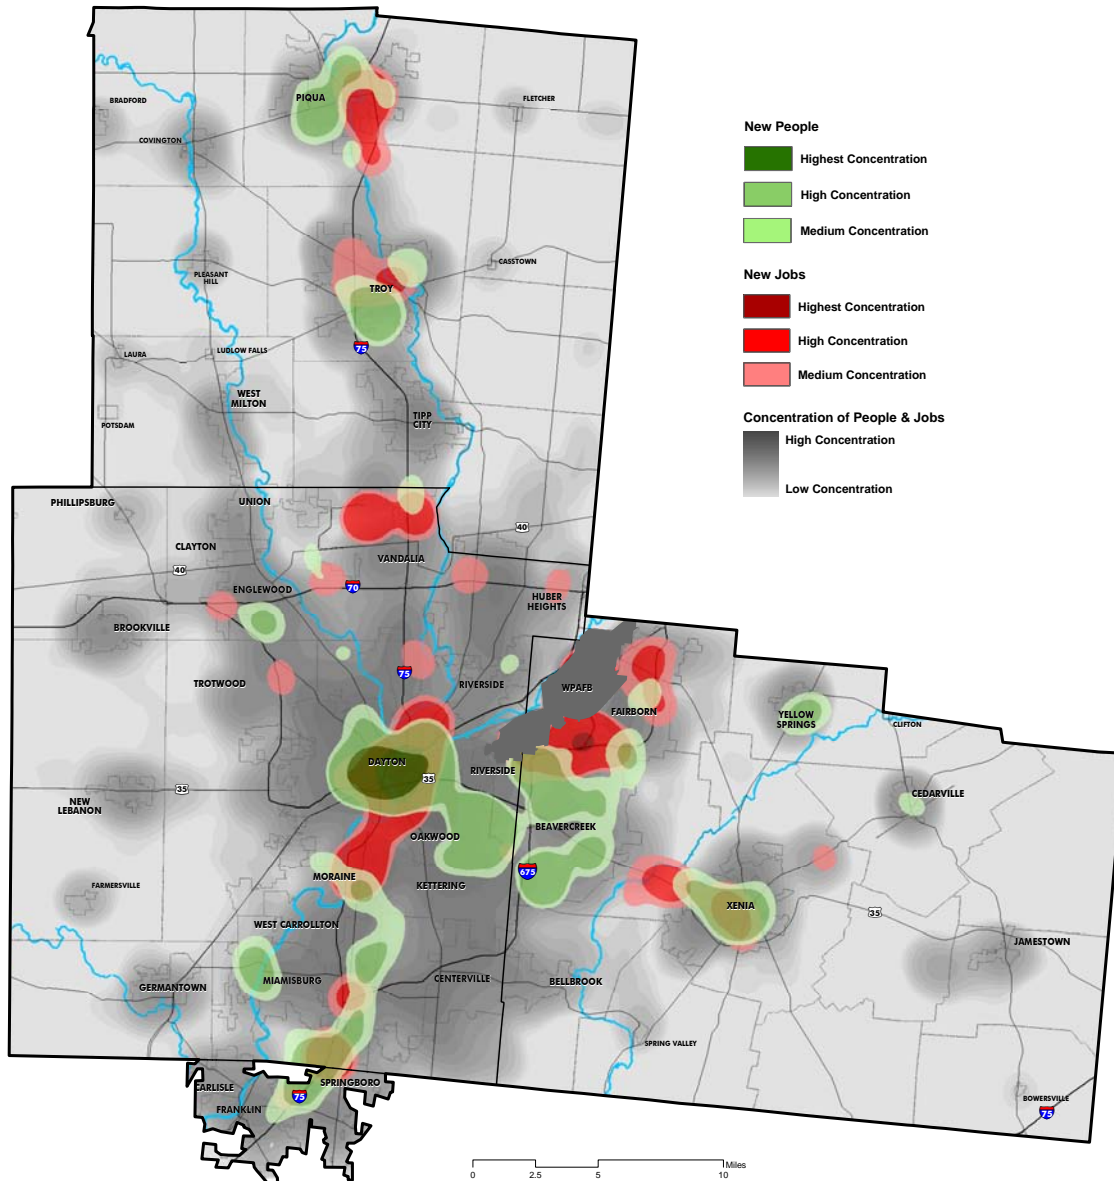 BRADFORD
PIQUA
FLETCHER
COVINGTON
PLEASANT
HILL
CASSTOWN
TROY
75
LAURA
LUDLOW FALLS
WEST
MILTON
POTSDAM
TIPP
CITY
PHILLIPSBURG
UNION
40
CLAYTON
VANDALIA
40
ENGLEWOOD
70
HUBER
HEIGHTS
BROOKVILLE
TROTWOOD
75
RIVERSIDE
WPAFB
FAIRBORN
YELLOW
SPRINGS
CLIFTON
DAYTON
35
RIVERSIDE
35
NEW
LEBANON
CEDARVILLE
OAKWOOD
BEAVERCREEK
MORAINE
KETTERING
675
FARMERSVILLE
XENIA
35
WEST CARROLLTON
JAMESTOWN
MIAMISBURG
CENTERVILLE
BELLBROOK
GERMANTOWN
SPRING VALLEY
CARLISLE
SPRINGBORO
75
FRANKLIN
BOWERSVILLE
75
New People
Highest Concentration
High Concentration
Medium Concentration
New Jobs
Highest Concentration
High Concentration
Medium Concentration
Concentration of People & Jobs
High Concentration
Low Concentration
Miles
0 2.5 5 10